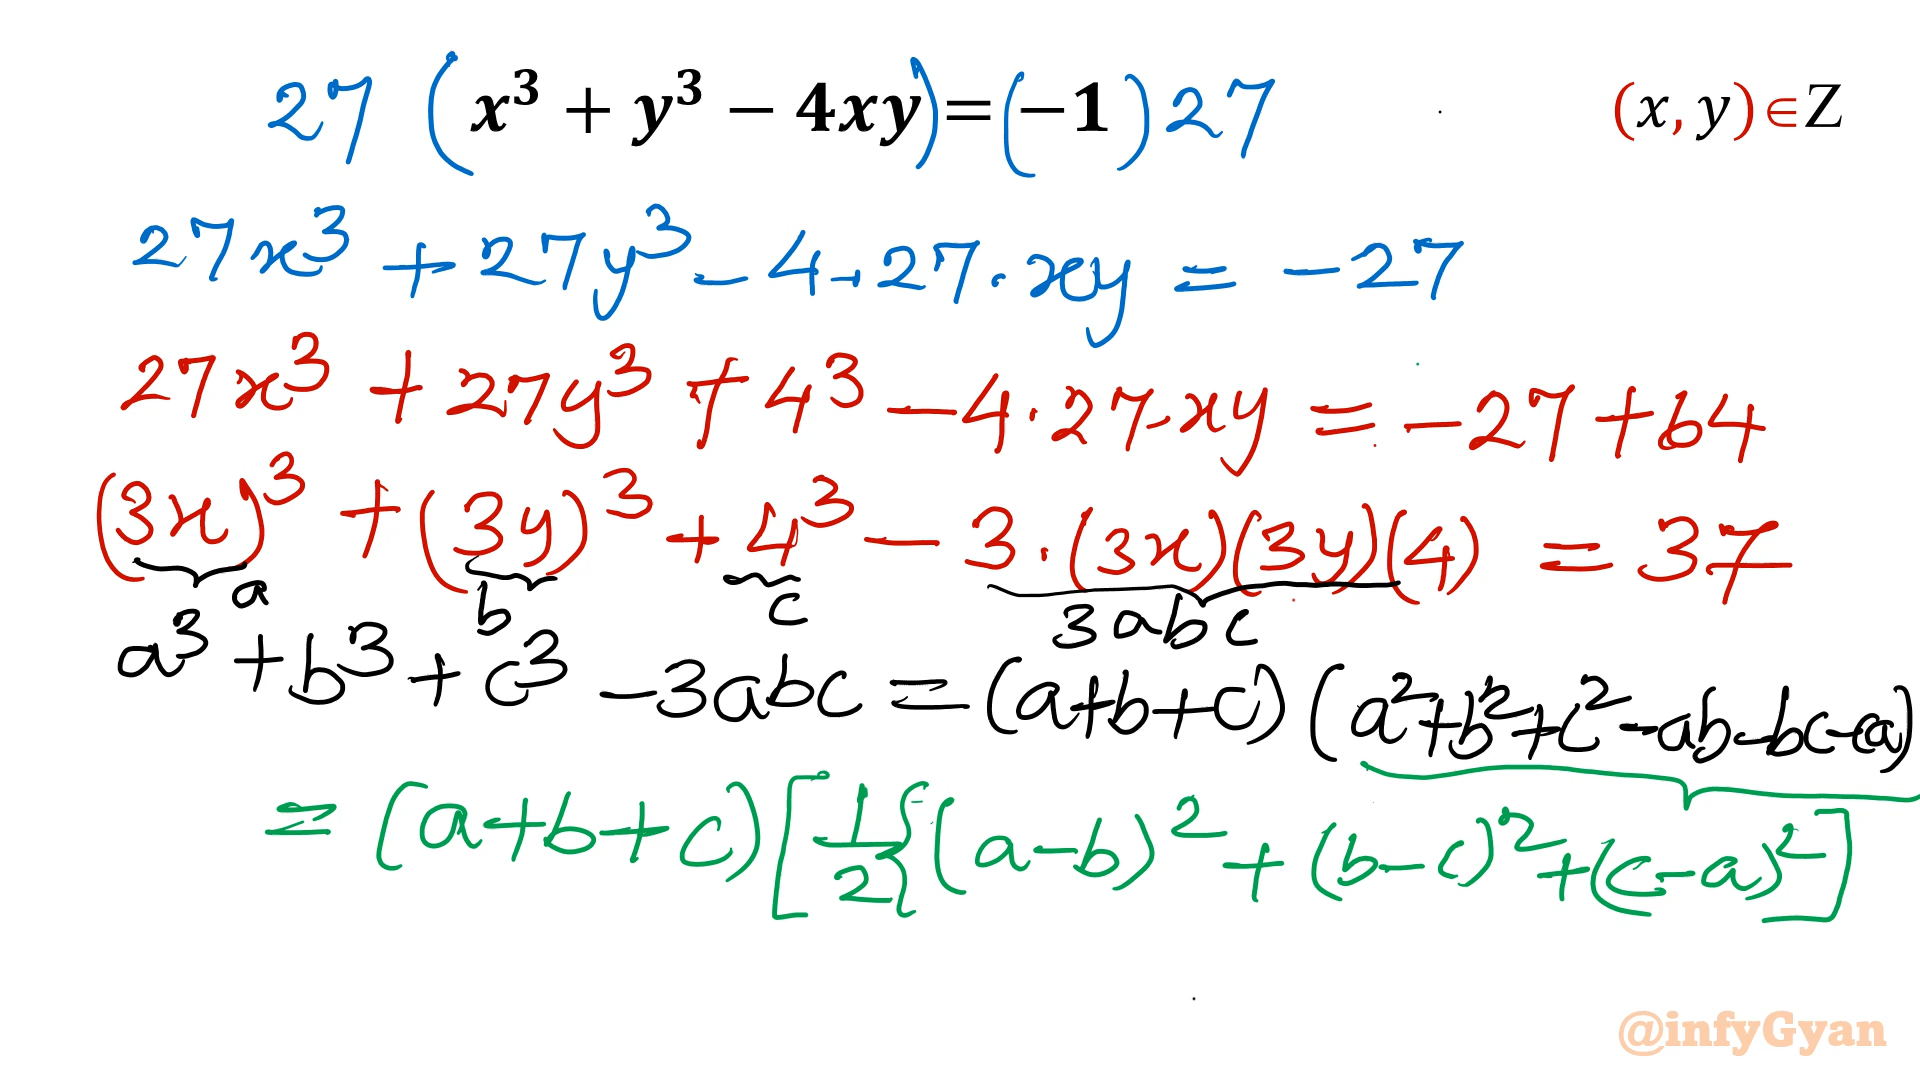 27 (x³ + y³ − 4xy) = (−1) 27 (x, y) ∈ Z
27x³ + 27y³ − 4 · 27 · xy = −27
27x³ + 27y³ + 4³ − 4 · 27 · xy = −27 + 64
(3x)³ + (3y)³ + 4³ − 3 · (3x)(3y)(4) = 37
a b c 3abc
a³ + b³ + c³ − 3abc = (a+b+c) (a²+b²+c²−ab−bc−ca)
= (a+b+c) [½{(a−b)² + (b−c)² + (c−a)²]
@infyGyan